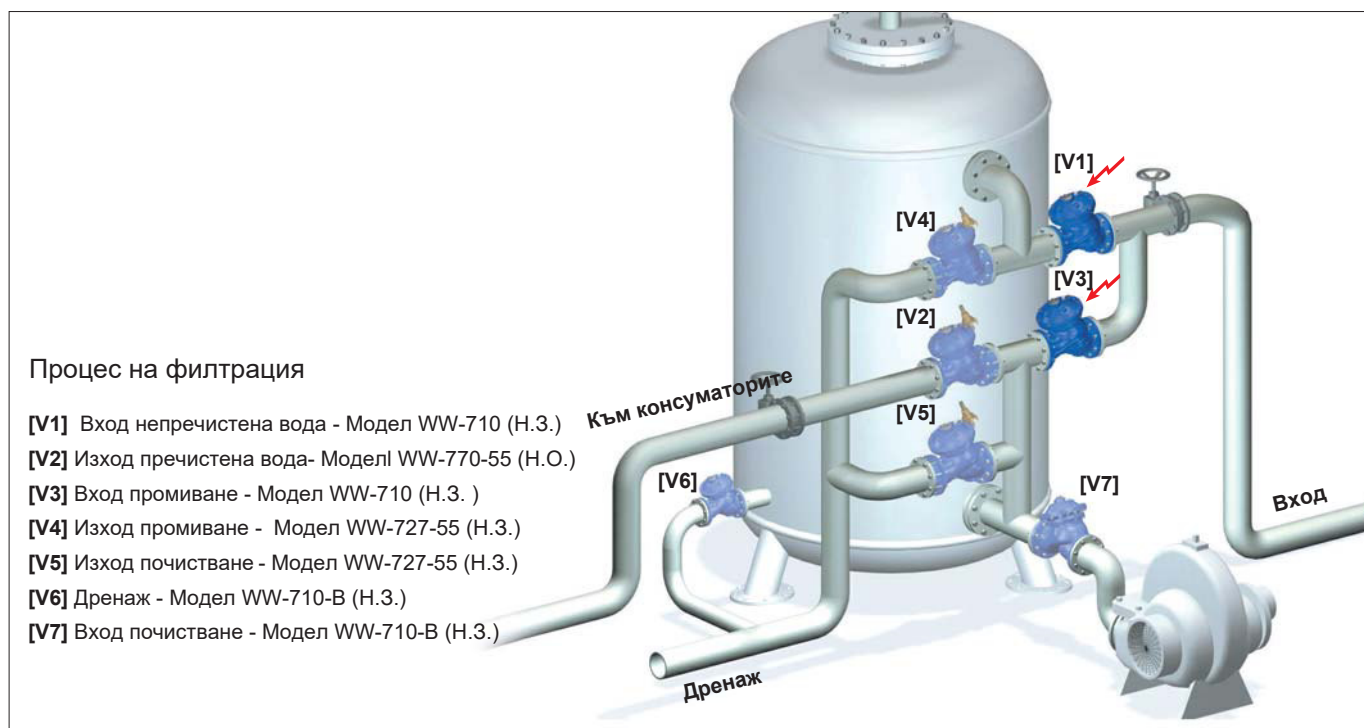 [V1]
[V4]
[V3]
[V2]
Процес на филтрация
Към консуматорите
[V1] Вход непречистена вода - Модел WW-710 (Н.З.)
[V5]
[V2] Изход пречистена вода- Моделl WW-770-55 (Н.О.)
[V6]
[V7]
[V3] Вход промиване - Модел WW-710 (Н.З. )
Вход
[V4] Изход промиване - Модел WW-727-55 (Н.З.)
[V5] Изход почистване - Модел WW-727-55 (Н.З.)
[V6] Дренаж - Модел WW-710-B (Н.З.)
[V7] Вход почистване - Модел WW-710-B (Н.З.)
Дренаж